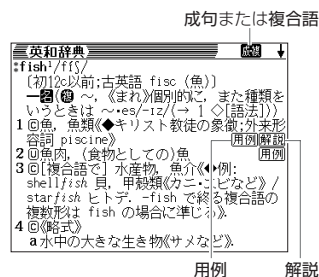 成句または複合語
英和辞典 成複 ↓
*fish¹/fɪʃ/
〔初12c以前;古英語 fisc (魚)〕
━名(複 ~, 《まれ》個別的に, また種類を
いうときは ~・es/-ɪz/(→ 1 ◇[語法]))
1 Ⓒ魚, 魚類《◆キリスト教徒の象徴;外来形
容詞 piscine》 用例 解説
2 Ⓤ魚肉, (食物としての)魚 用例
3 Ⓒ[複合語で] 水産物, 魚介《◆例:
shellfish 貝, 甲殻類《カニ・エビなど》 /
starfish ヒトデ. -fish で終る複合語の
複数形は fish の場合に準じる》.
4 Ⓒ《略式》
a 水中の大きな生き物《サメなど》.
用例 解説